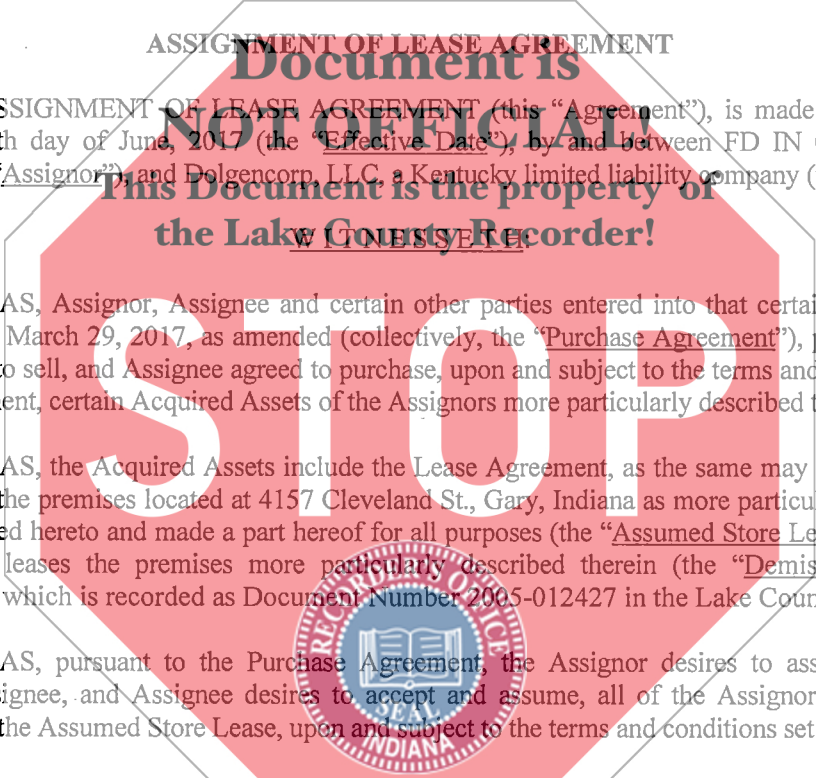 ASSIGNMENT OF LEASE AGREEMENT
Document is
SSIGNMENT OF LEASE AGREEMENT (this “Agreement”), is made
NOT OFFICIAL!
th day of June, 2017 (the “Effective Date”), by and between FD IN
Assignor”), and Dolgencorp, LLC, a Kentucky limited liability company (
This Document is the property of
the Lake County Recorder!
W I T N E S S E T H:
AS, Assignor, Assignee and certain other parties entered into that certai
March 29, 2017, as amended (collectively, the “Purchase Agreement”), p
o sell, and Assignee agreed to purchase, upon and subject to the terms and
ent, certain Acquired Assets of the Assignors more particularly described t
STOP
AS, the Acquired Assets include the Lease Agreement, as the same may
the premises located at 4157 Cleveland St., Gary, Indiana as more particul
ed hereto and made a part hereof for all purposes (the “Assumed Store Le
leases the premises more particularly described therein (the “Demis
which is recorded as Document Number 2005-012427 in the Lake Coun
RECORDER'S OFFICE
AS, pursuant to the Purchase Agreement, the Assignor desires to ass
ignee, and Assignee desires to accept and assume, all of the Assignor
SEAL
the Assumed Store Lease, upon and subject to the terms and conditions set
INDIANA